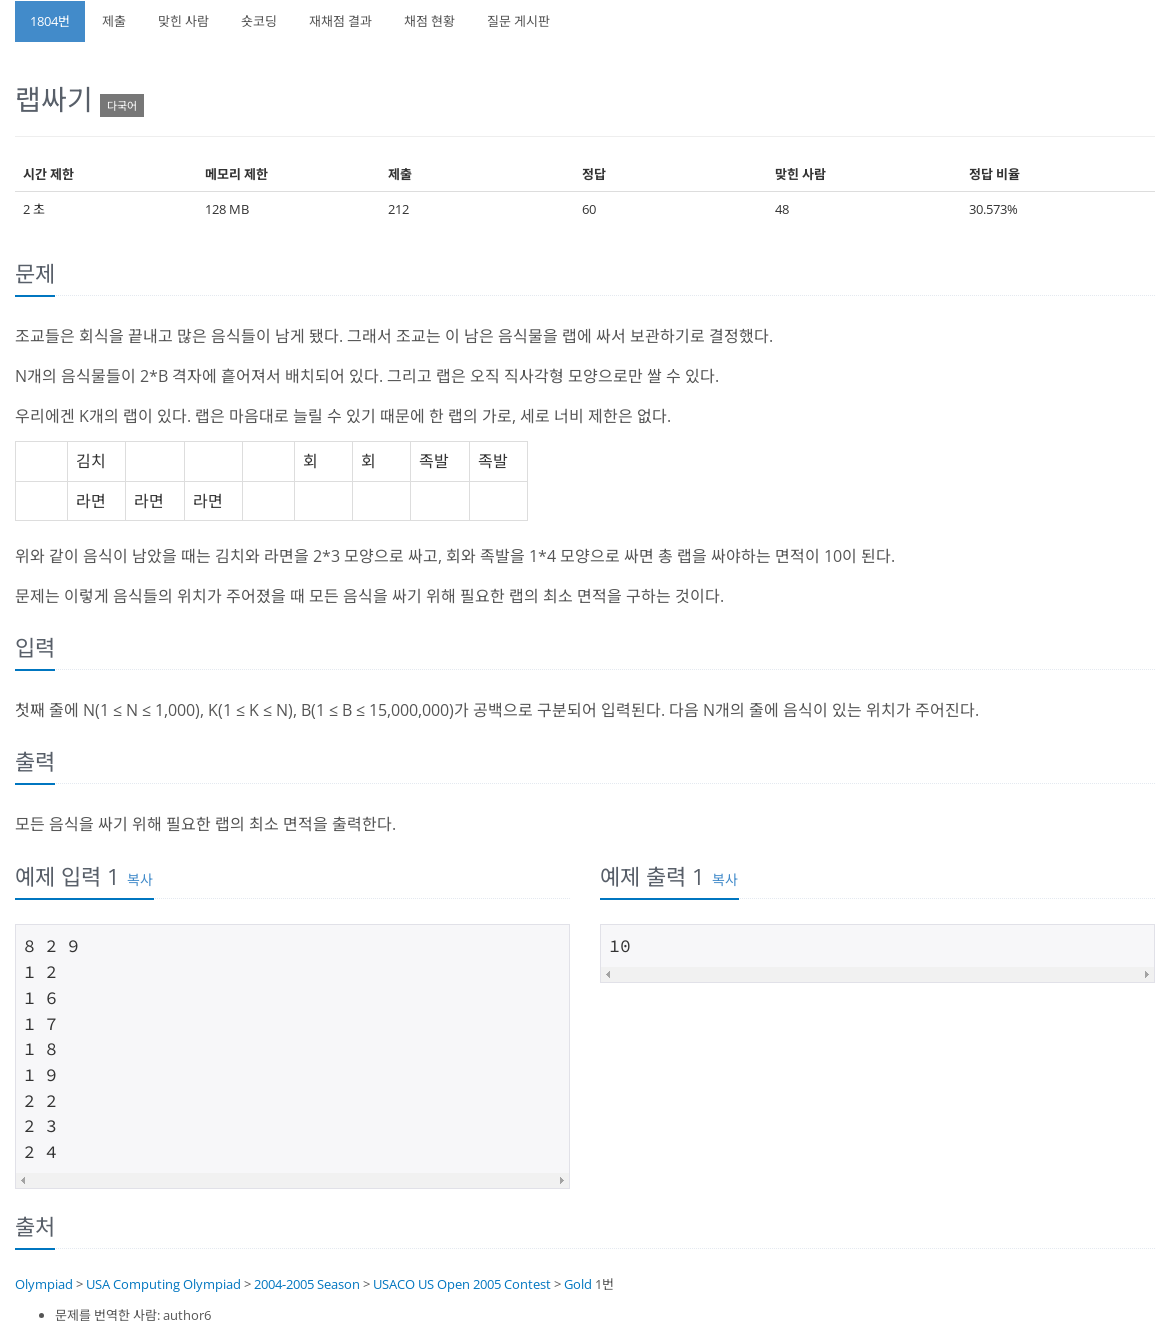 1804번 제출 맞힌 사람 숏코딩 재채점 결과 채점 현황 질문 게시판
랩싸기 다국어
시간 제한 메모리 제한 제출 정답 맞힌 사람 정답 비율
2 초 128 MB 212 60 48 30.573%
문제
조교들은 회식을 끝내고 많은 음식들이 남게 됐다. 그래서 조교는 이 남은 음식물을 랩에 싸서 보관하기로 결정했다.
N개의 음식물들이 2*B 격자에 흩어져서 배치되어 있다. 그리고 랩은 오직 직사각형 모양으로만 쌀 수 있다.
우리에겐 K개의 랩이 있다. 랩은 마음대로 늘릴 수 있기 때문에 한 랩의 가로, 세로 너비 제한은 없다.
김치 회 회 족발 족발
라면 라면 라면
위와 같이 음식이 남았을 때는 김치와 라면을 2*3 모양으로 싸고, 회와 족발을 1*4 모양으로 싸면 총 랩을 싸야하는 면적이 10이 된다.
문제는 이렇게 음식들의 위치가 주어졌을 때 모든 음식을 싸기 위해 필요한 랩의 최소 면적을 구하는 것이다.
입력
첫째 줄에 N(1 ≤ N ≤ 1,000), K(1 ≤ K ≤ N), B(1 ≤ B ≤ 15,000,000)가 공백으로 구분되어 입력된다. 다음 N개의 줄에 음식이 있는 위치가 주어진다.
출력
모든 음식을 싸기 위해 필요한 랩의 최소 면적을 출력한다.
예제 입력 1 복사
8 2 9
1 2
1 6
1 7
1 8
1 9
2 2
2 3
2 4
예제 출력 1 복사
10
출처
Olympiad > USA Computing Olympiad > 2004-2005 Season > USACO US Open 2005 Contest > Gold 1번
• 문제를 번역한 사람: author6